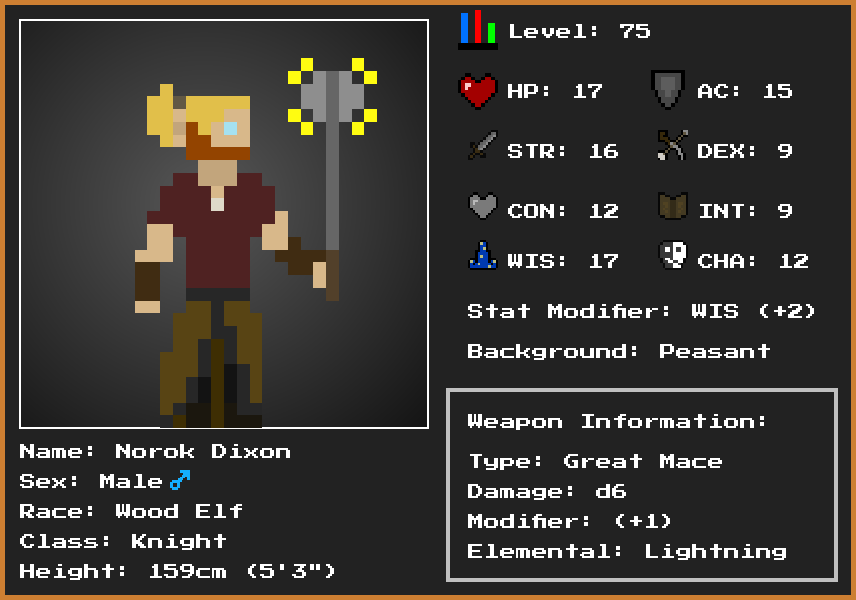 Level: 75
HP: 17 AC: 15
STR: 16 DEX: 9
CON: 12 INT: 9
WIS: 17 CHA: 12
Stat Modifier: WIS (+2)
Background: Peasant
Weapon Information:
Type: Great Mace
Damage: d6
Modifier: (+1)
Elemental: Lightning
Name: Norok Dixon
Sex: Male♂
Race: Wood Elf
Class: Knight
Height: 159cm (5'3")